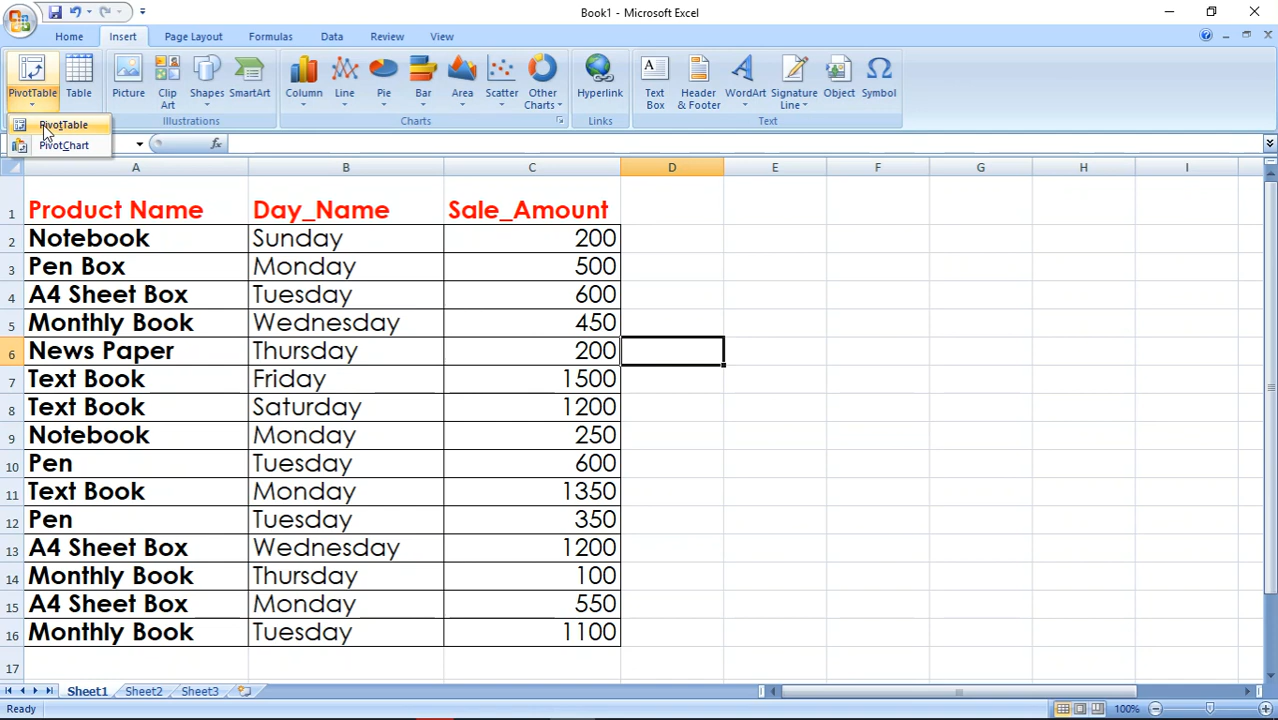 Book1 - Microsoft Excel
Home Insert Page Layout Formulas Data Review View
PivotTable Table Picture Clip Art Shapes SmartArt Column Line Pie Bar Area Scatter Other Charts Hyperlink Text Box Header & Footer WordArt Signature Line Object Symbol
Illustrations Charts Links Text
PivotTable
PivotChart
fx
A B C D E F G H I
1 Product Name Day_Name Sale_Amount
2 Notebook Sunday 200
3 Pen Box Monday 500
4 A4 Sheet Box Tuesday 600
5 Monthly Book Wednesday 450
6 News Paper Thursday 200
7 Text Book Friday 1500
8 Text Book Saturday 1200
9 Notebook Monday 250
10 Pen Tuesday 600
11 Text Book Monday 1350
12 Pen Tuesday 350
13 A4 Sheet Box Wednesday 1200
14 Monthly Book Thursday 100
15 A4 Sheet Box Monday 550
16 Monthly Book Tuesday 1100
17
Sheet1 Sheet2 Sheet3
Ready 100%